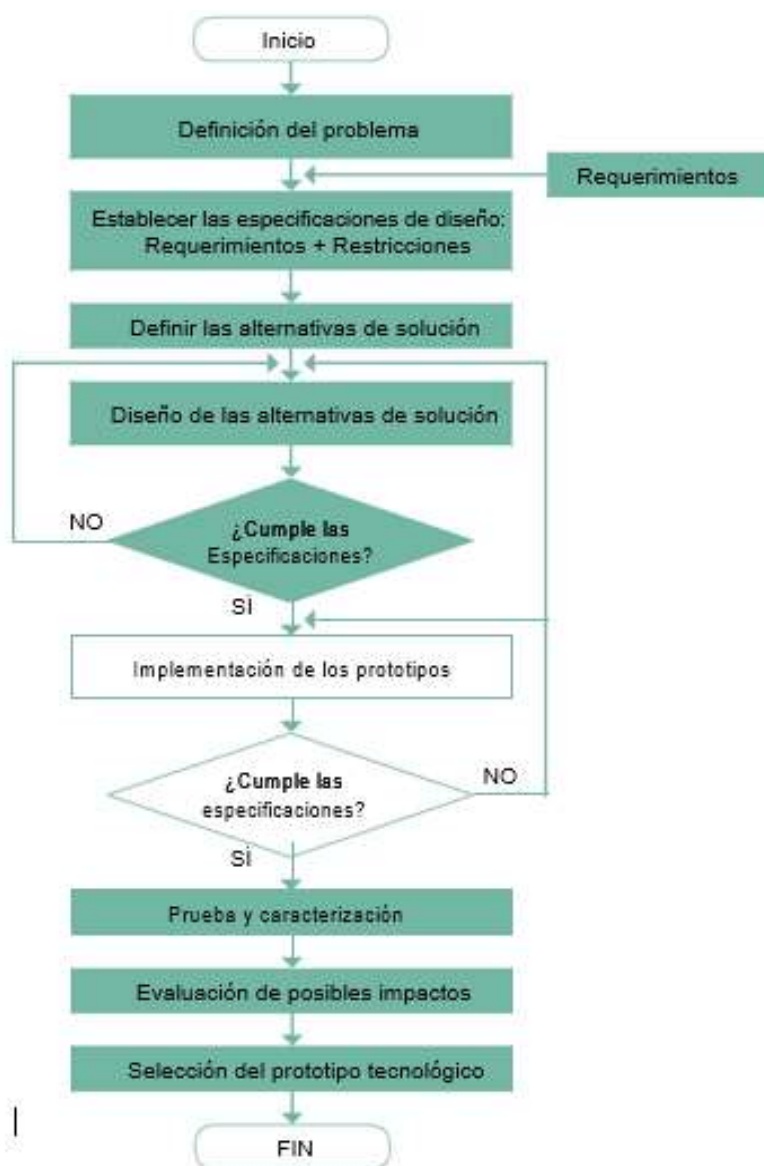 Inicio
Definición del problema
Requerimientos
Establecer las especificaciones de diseño:
Requerimientos + Restricciones
Definir las alternativas de solución
Diseño de las alternativas de solución
NO
¿Cumple las
Especificaciones?
SÍ
Implementación de los prototipos
¿Cumple las
especificaciones?
NO
SÍ
Prueba y caracterización
Evaluación de posibles impactos
Selección del prototipo tecnológico
FIN